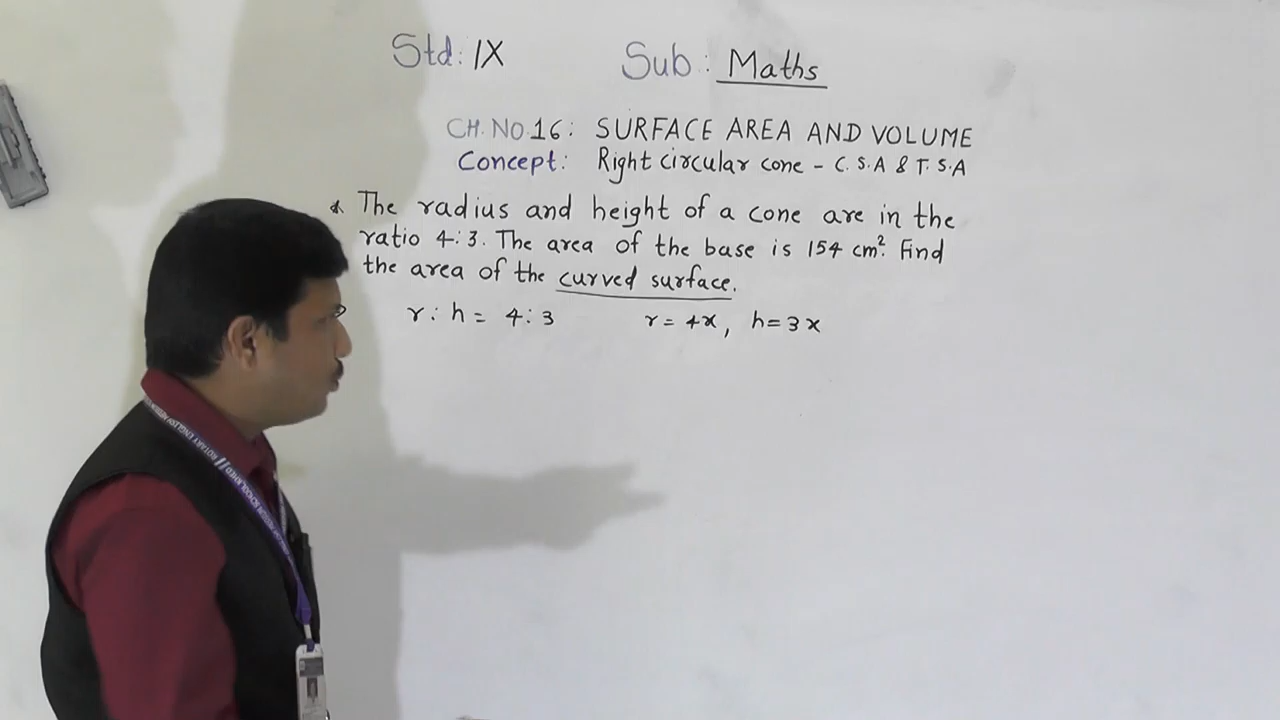 Std: IX Sub: Maths
CH. NO. 16: SURFACE AREA AND VOLUME
Concept: Right circular cone - C. S. A & T. S. A
* The radius and height of a cone are in the
ratio 4:3. The area of the base is 154 cm². Find
the area of the curved surface.
r: h = 4:3 r = 4x, h = 3x
ROTARY ENGLISH